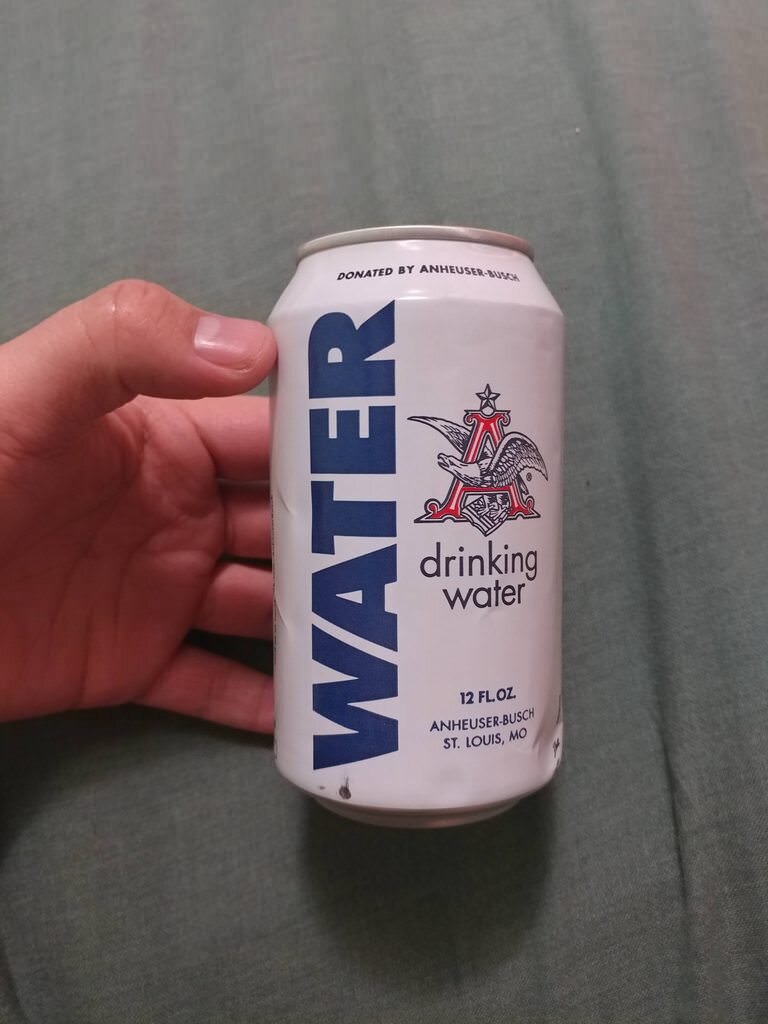 DONATED BY ANHEUSER-BUSCH
WATER
A
drinking
water
12 FL.OZ.
ANHEUSER-BUSCH
ST. LOUIS, MO